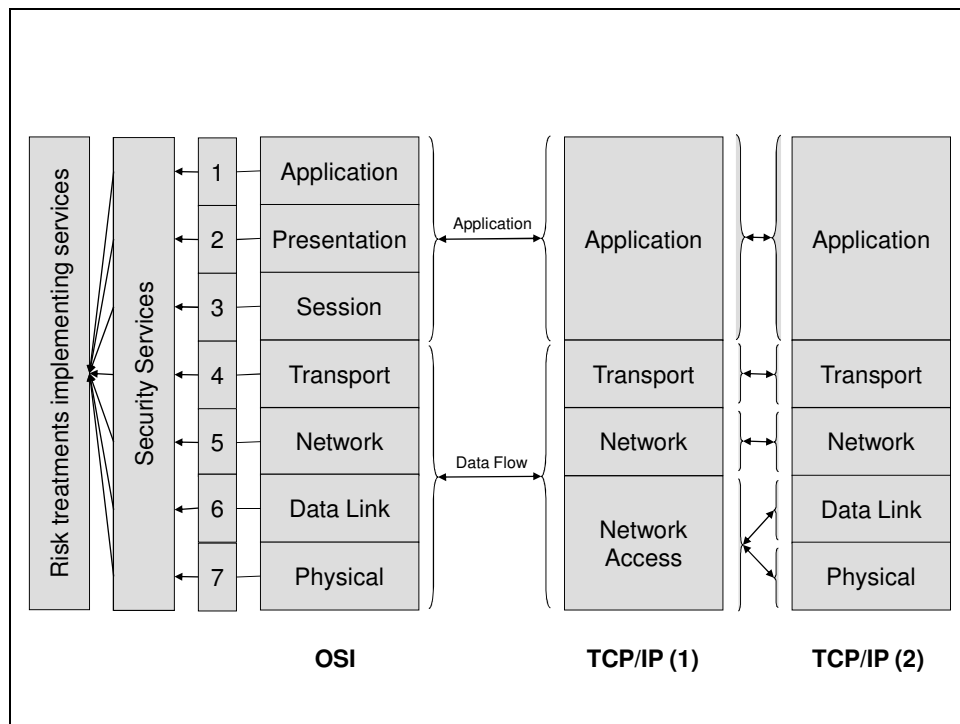 Risk treatments implementing services
Security Services
1
2
3
4
5
6
7
Application
Presentation
Session
Transport
Network
Data Link
Physical
OSI
Application
Data Flow
Application
Transport
Network
Network
Access
TCP/IP (1)
Application
Transport
Network
Data Link
Physical
TCP/IP (2)